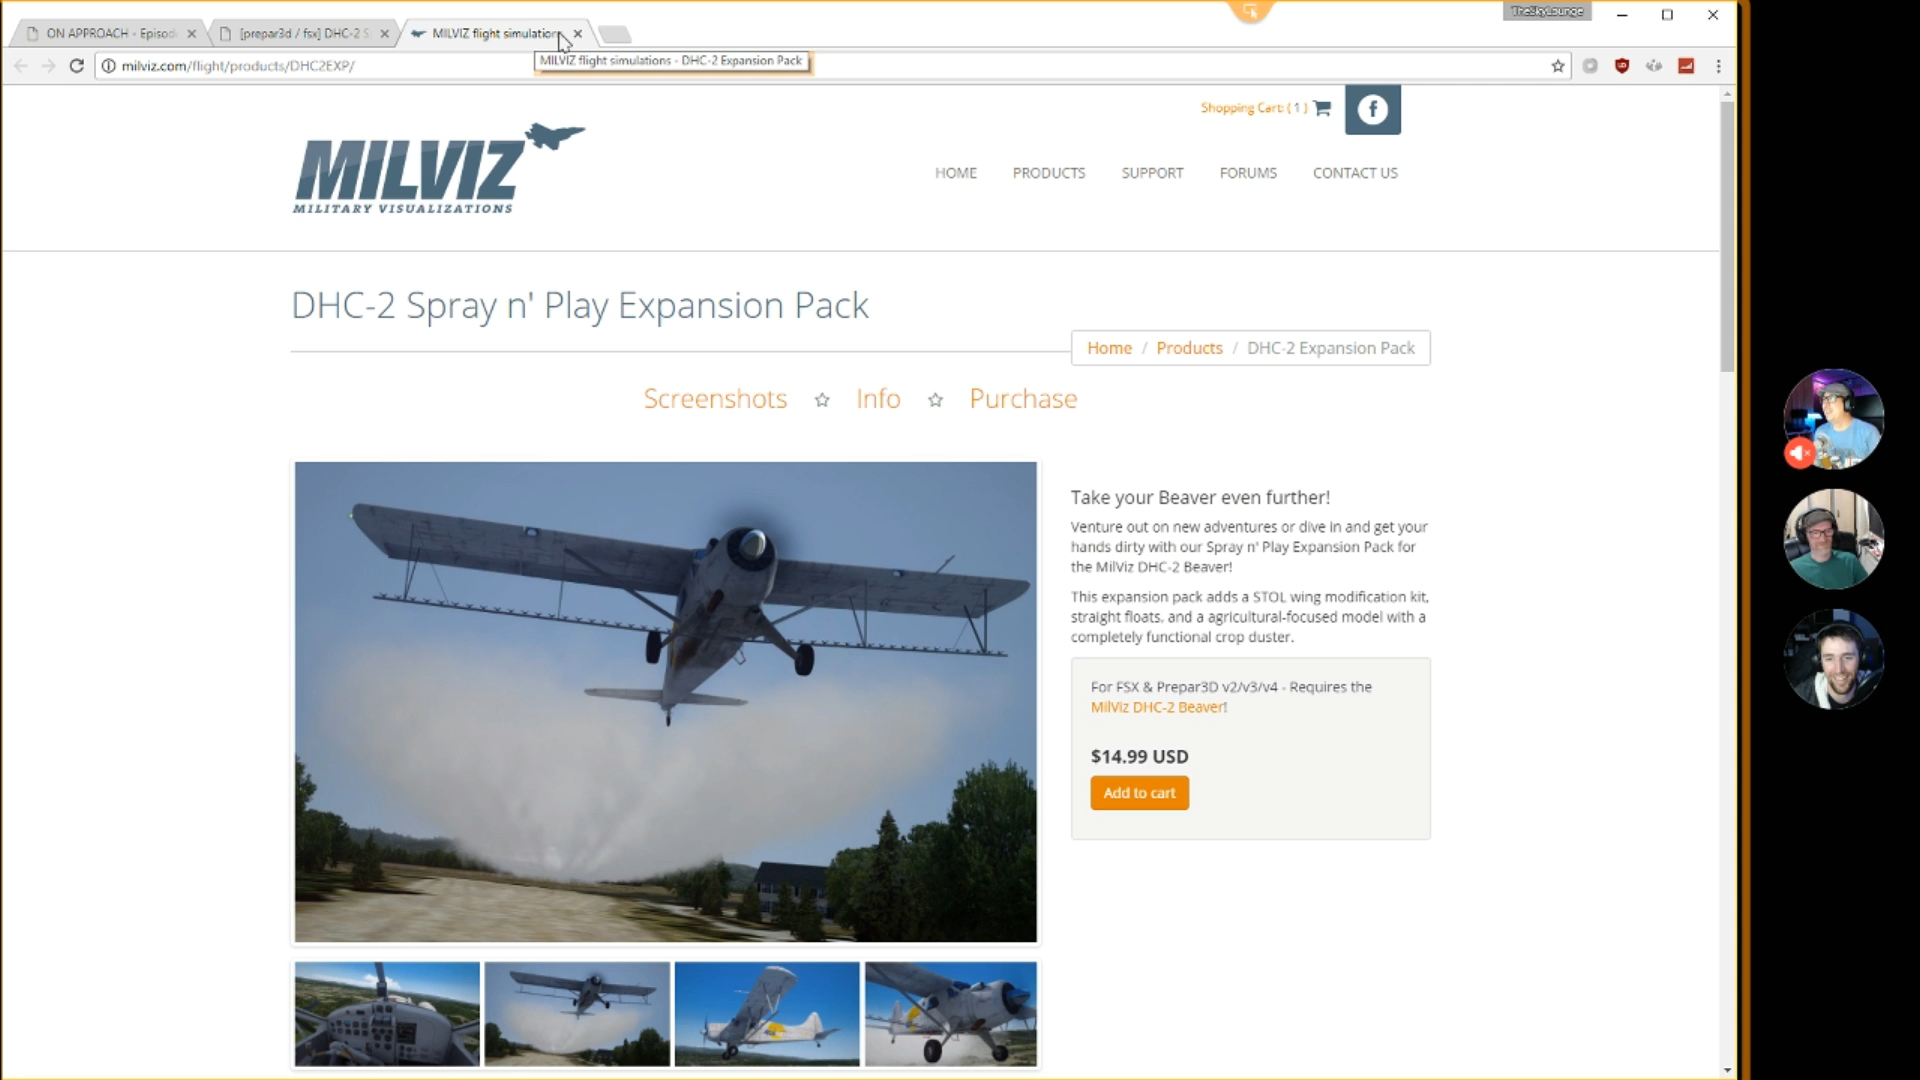 TheSkyLounge
ON APPROACH - Episod
[prepar3d / fsx] DHC-2 S
MILVIZ flight simulation
milviz.com/flight/products/DHC2EXP/
MILVIZ flight simulations - DHC-2 Expansion Pack
Shopping Cart: ( 1 )
f
MILVIZ
MILITARY VISUALIZATIONS
HOME
PRODUCTS
SUPPORT
FORUMS
CONTACT US
DHC-2 Spray n' Play Expansion Pack
Home / Products / DHC-2 Expansion Pack
Screenshots ☆ Info ☆ Purchase
Take your Beaver even further!
Venture out on new adventures or dive in and get your
hands dirty with our Spray n' Play Expansion Pack for
the MilViz DHC-2 Beaver!
This expansion pack adds a STOL wing modification kit,
straight floats, and a agricultural-focused model with a
completely functional crop duster.
For FSX & Prepar3D v2/v3/v4 - Requires the
MilViz DHC-2 Beaver!
$14.99 USD
Add to cart